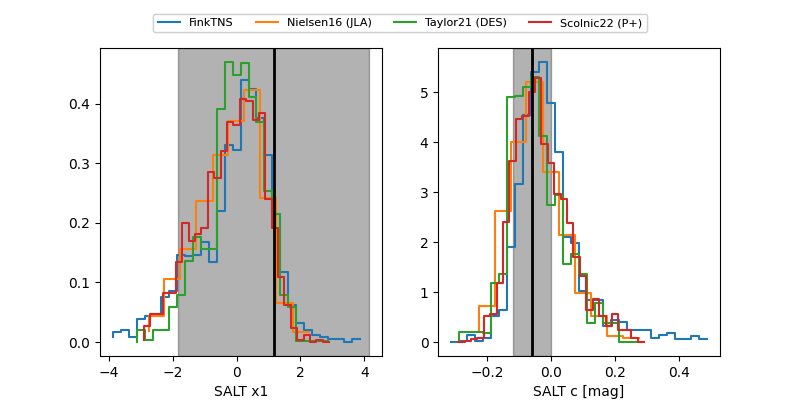 FinkTNS Nielsen16 (JLA) Taylor21 (DES) Scolnic22 (P+)
0.4
0.3
0.2
0.1
0.0
−4 −2 0 2 4
SALT x1
5
4
3
2
1
0
−0.2 0.0 0.2 0.4
SALT c [mag]